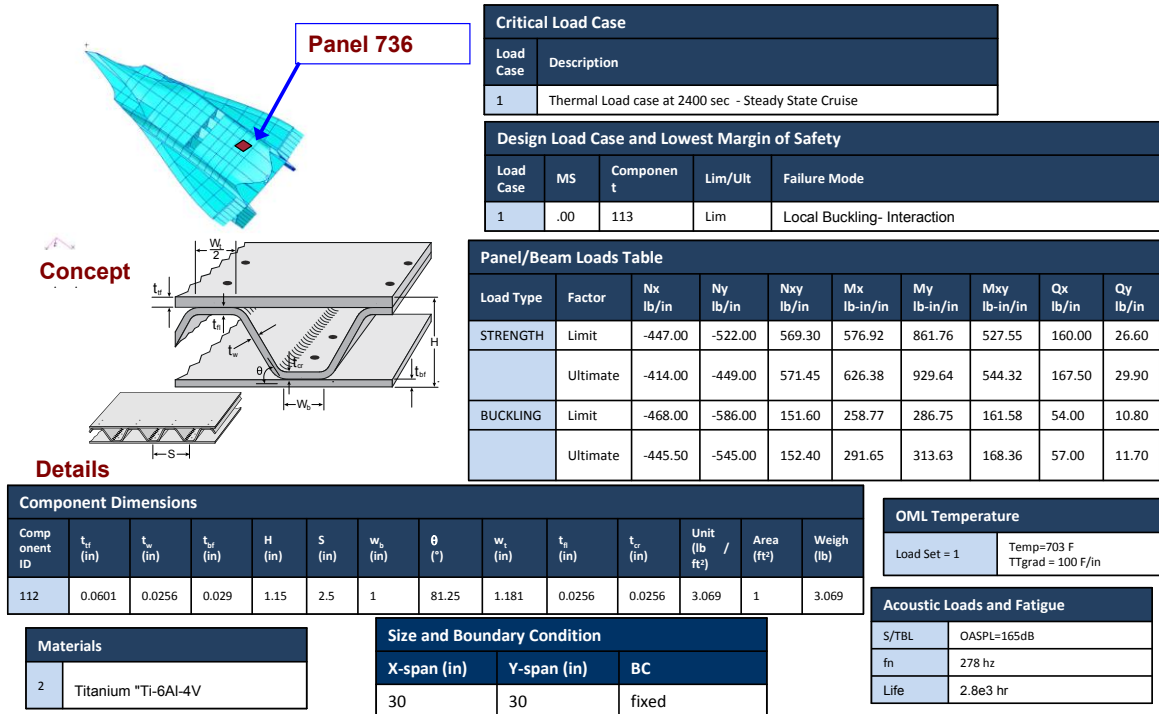 Panel 736
Critical Load Case
Load Case Description
1 Thermal Load case at 2400 sec - Steady State Cruise
Design Load Case and Lowest Margin of Safety
Load Case MS Componen t Lim/Ult Failure Mode
1 .00 113 Lim Local Buckling- Interaction
Concept
Wt
2
ttf
tfl
tw
tcr
θ
H
tbf
Wb
S
Panel/Beam Loads Table
Load Type Factor Nx lb/in Ny lb/in Nxy lb/in Mx lb-in/in My lb-in/in Mxy lb-in/in Qx lb/in Qy lb/in
STRENGTH Limit -447.00 -522.00 569.30 576.92 861.76 527.55 160.00 26.60
Ultimate -414.00 -449.00 571.45 626.38 929.64 544.32 167.50 29.90
BUCKLING Limit -468.00 -586.00 151.60 258.77 286.75 161.58 54.00 10.80
Ultimate -445.50 -545.00 152.40 291.65 313.63 168.36 57.00 11.70
Details
Component Dimensions
Comp onent ID ttf (in) tw (in) tbf (in) H (in) S (in) wb (in) θ (°) wt (in) tfl (in) tcr (in) Unit (lb / ft²) Area (ft²) Weigh (lb)
112 0.0601 0.0256 0.029 1.15 2.5 1 81.25 1.181 0.0256 0.0256 3.069 1 3.069
OML Temperature
Load Set = 1 Temp=703 F
TTgrad = 100 F/in
Materials
2 Titanium "Ti-6Al-4V
Size and Boundary Condition
X-span (in) Y-span (in) BC
30 30 fixed
Acoustic Loads and Fatigue
S/TBL OASPL=165dB
fn 278 hz
Life 2.8e3 hr